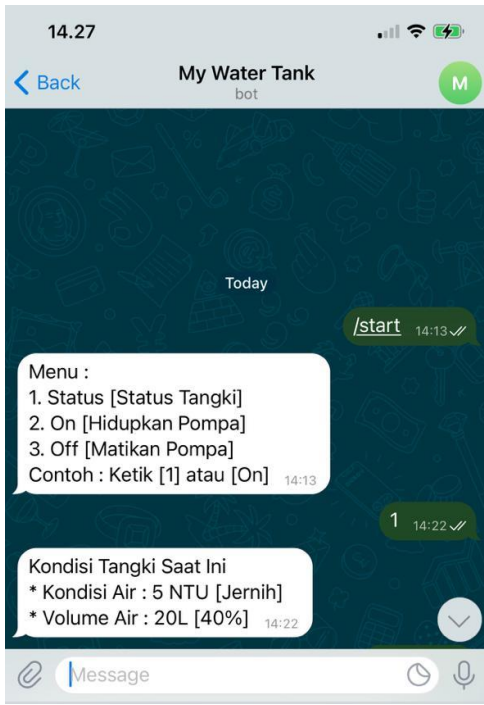 14.27
Back
My Water Tank
bot
M
Today
/start 14:13
Menu :
1. Status [Status Tangki]
2. On [Hidupkan Pompa]
3. Off [Matikan Pompa]
Contoh : Ketik [1] atau [On] 14:13
1 14:22
Kondisi Tangki Saat Ini
* Kondisi Air : 5 NTU [Jernih]
* Volume Air : 20L [40%] 14:22
Message